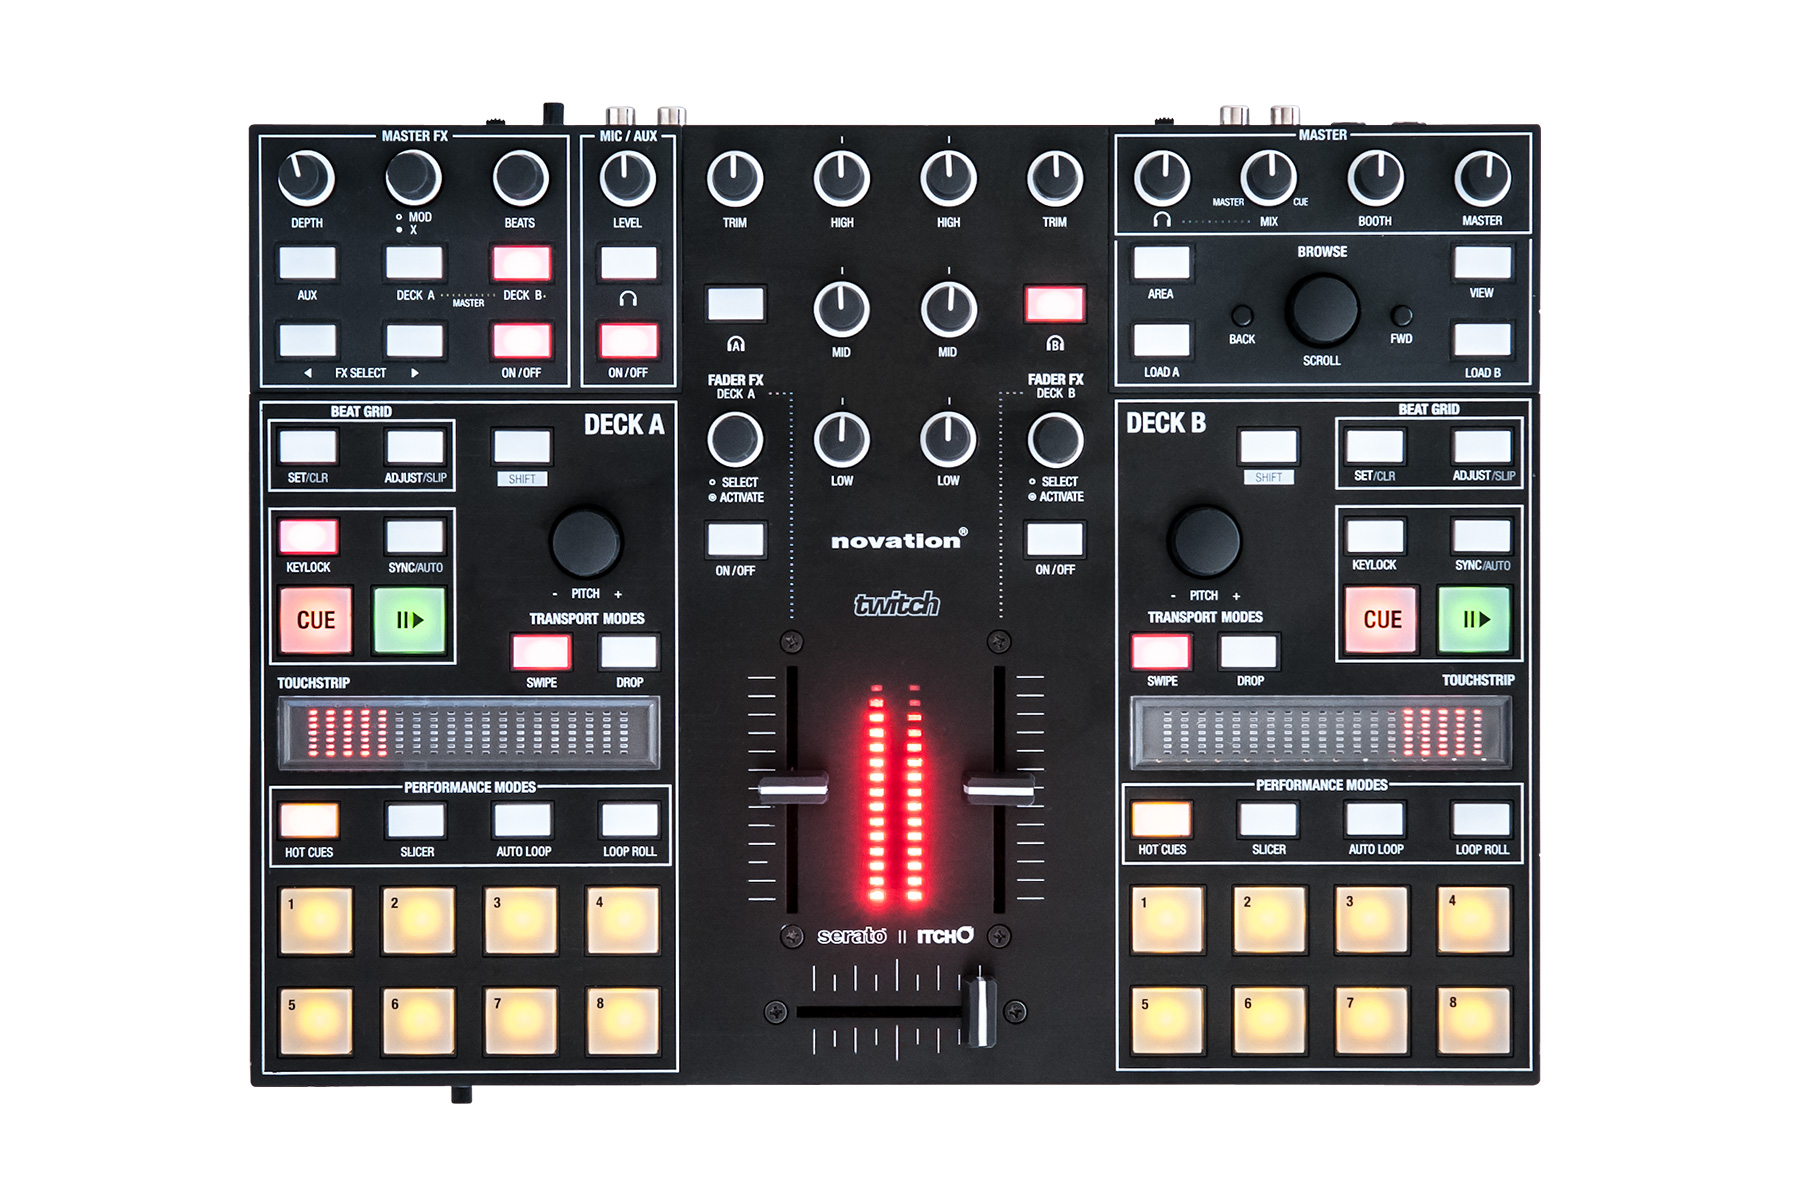 MASTER FX
DEPTH
MOD
X
BEATS
AUX
DECK A
MASTER
DECK B
FX SELECT
ON/OFF
MIC / AUX
LEVEL
ON/OFF
TRIM
HIGH
HIGH
TRIM
A
MID
MID
B
FADER FX
DECK A
FADER FX
DECK B
SELECT
ACTIVATE
LOW
LOW
SELECT
ACTIVATE
ON/OFF
ON/OFF
novation®
twitch
serato II ITCH
MASTER
MASTER
CUE
MIX
BOOTH
MASTER
BROWSE
AREA
VIEW
BACK
FWD
SCROLL
LOAD A
LOAD B
DECK A
BEAT GRID
SET/CLR
ADJUST/SLIP
SHIFT
KEYLOCK
SYNC/AUTO
CUE
- PITCH +
TRANSPORT MODES
SWIPE
DROP
TOUCHSTRIP
PERFORMANCE MODES
HOT CUES
SLICER
AUTO LOOP
LOOP ROLL
1
2
3
4
5
6
7
8
DECK B
BEAT GRID
SHIFT
SET/CLR
ADJUST/SLIP
KEYLOCK
SYNC/AUTO
CUE
- PITCH +
TRANSPORT MODES
SWIPE
DROP
TOUCHSTRIP
PERFORMANCE MODES
HOT CUES
SLICER
AUTO LOOP
LOOP ROLL
1
2
3
4
5
6
7
8